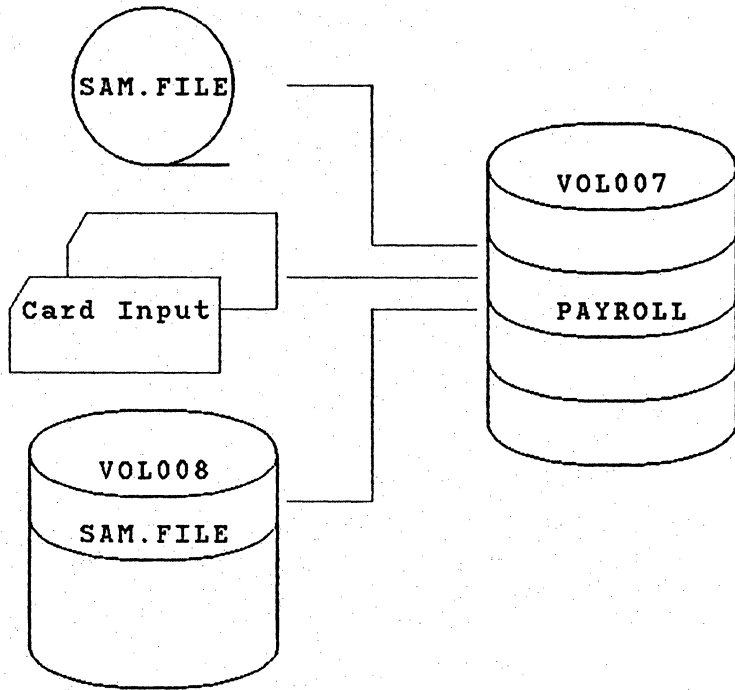 SAM.FILE
VOL007
Card Input
PAYROLL
VOL008
SAM.FILE